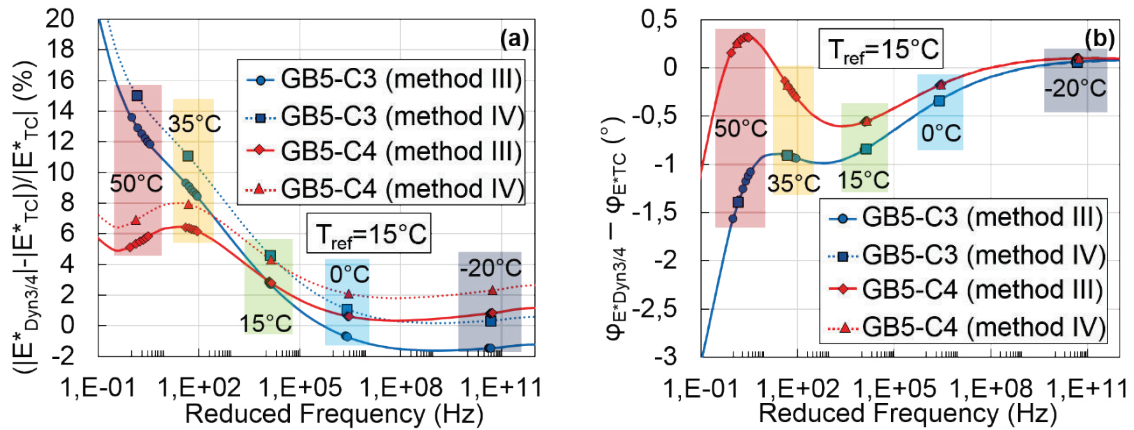 (a)
(|E*Dyn3/4|-|E*TC|)/|E*TC| (%)
20
18
16
14
12
10
8
6
4
2
0
-2
GB5-C3 (method III)
GB5-C3 (method IV)
GB5-C4 (method III)
GB5-C4 (method IV)
Tref=15°C
50°C
35°C
15°C
0°C
-20°C
1,E-01
1,E+02
1,E+05
1,E+08
1,E+11
Reduced Frequency (Hz)
(b)
φE*Dyn3/4 – φE*TC (°)
0,5
0
-0,5
-1
-1,5
-2
-2,5
-3
Tref=15°C
50°C
35°C
15°C
0°C
-20°C
GB5-C3 (method III)
GB5-C3 (method IV)
GB5-C4 (method III)
GB5-C4 (method IV)
1,E-01
1,E+02
1,E+05
1,E+08
1,E+11
Reduced Frequency (Hz)